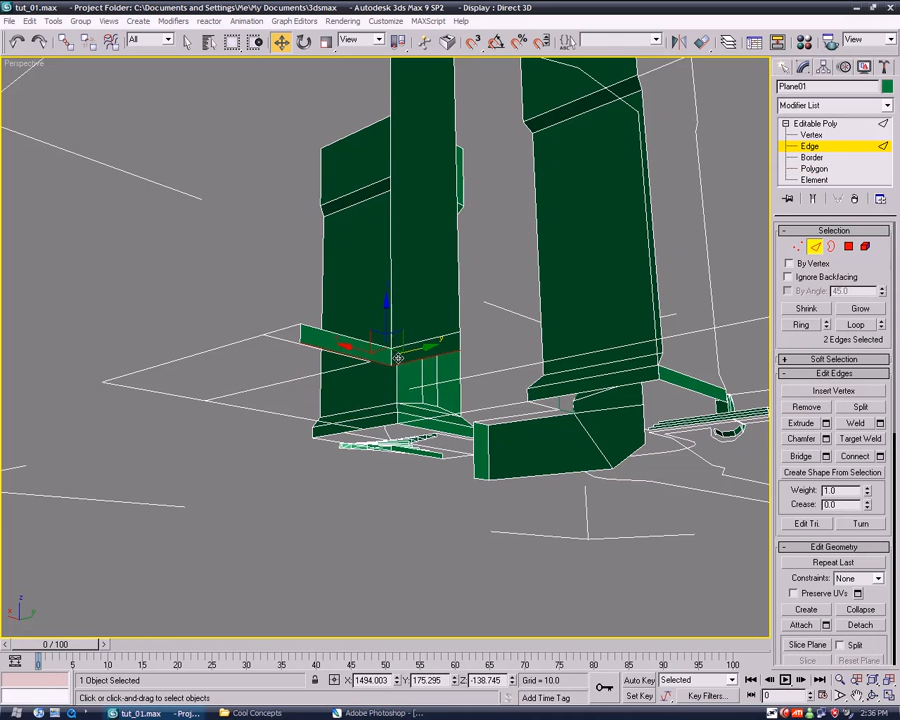 tut_01.max - Project Folder: C:\Documents and Settings\Me\My Documents\3dsmax - Autodesk 3ds Max 9 SP2 - Display : Direct 3D
File Edit Tools Group Views Create Modifiers reactor Animation Graph Editors Rendering Customize MAXScript Help
All View View
Perspective
Plane01
Modifier List
Editable Poly
Vertex
Edge
Border
Polygon
Element
Selection
By Vertex
Ignore Backfacing
By Angle: 45.0
Shrink Grow
Ring Loop
2 Edges Selected
Soft Selection
Edit Edges
Insert Vertex
Remove Split
Extrude Weld
Chamfer Target Weld
Bridge Connect
Create Shape From Selection
Weight: 1.0
Crease: 0.0
Edit Tri. Turn
Edit Geometry
Repeat Last
Constraints: None
Preserve UVs
Create Collapse
Attach Detach
Slice Plane Split
Slice Reset Plane
z
x y
0 / 100
0 5 10 15 20 25 30 35 40 45 50 55 60 65 70 75 80 85 90 95 100
1 Object Selected X: 1494.003 Y: 175.295 Z: -138.745 Grid = 10.0 Auto Key Selected
Click or click-and-drag to select objects Add Time Tag Set Key Key Filters... 0
start tut_01.max - Proj... Cool Concepts Adobe Photoshop - [... 2:36 PM